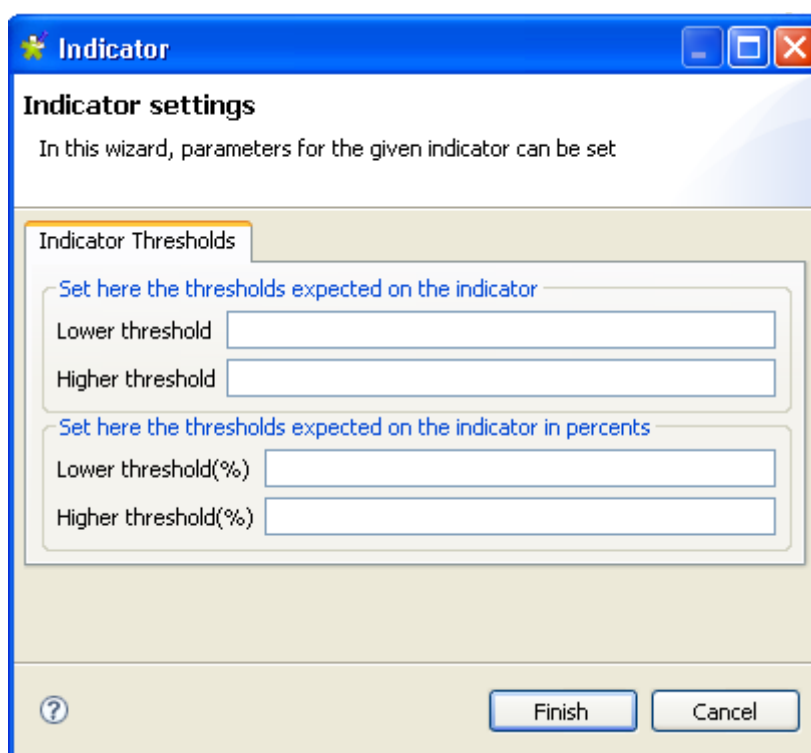 Indicator
Indicator settings
In this wizard, parameters for the given indicator can be set
Indicator Thresholds
Set here the thresholds expected on the indicator
Lower threshold
Higher threshold
Set here the thresholds expected on the indicator in percents
Lower threshold(%)
Higher threshold(%)
?
Finish Cancel